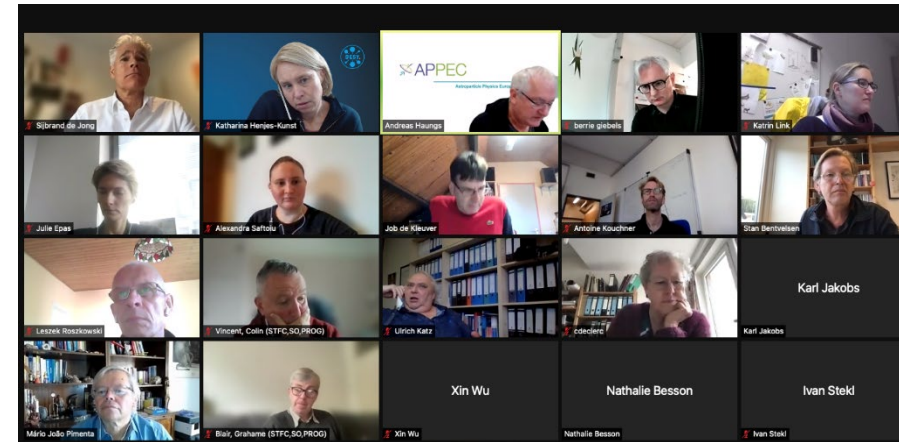 Sijbrand de Jong
Katharina Henjes-Kunst
APPEC
Andreas Haungs
berrie giebels
Katrin Link
Julie Epas
Alexandra Saftoiu
Job de Kleuver
Antoine Kouchner
Stan Bentvelsen
Leszek Roszkowski
Vincent, Colin (STFC,SO,PROG)
Ulrich Katz
cdeclerc
Karl Jakobs
Karl Jakobs
Mário João Pimenta
Blair, Grahame (STFC,SO,PROG)
Xin Wu
Xin Wu
Nathalie Besson
Nathalie Besson
Ivan Stekl
Ivan Stekl